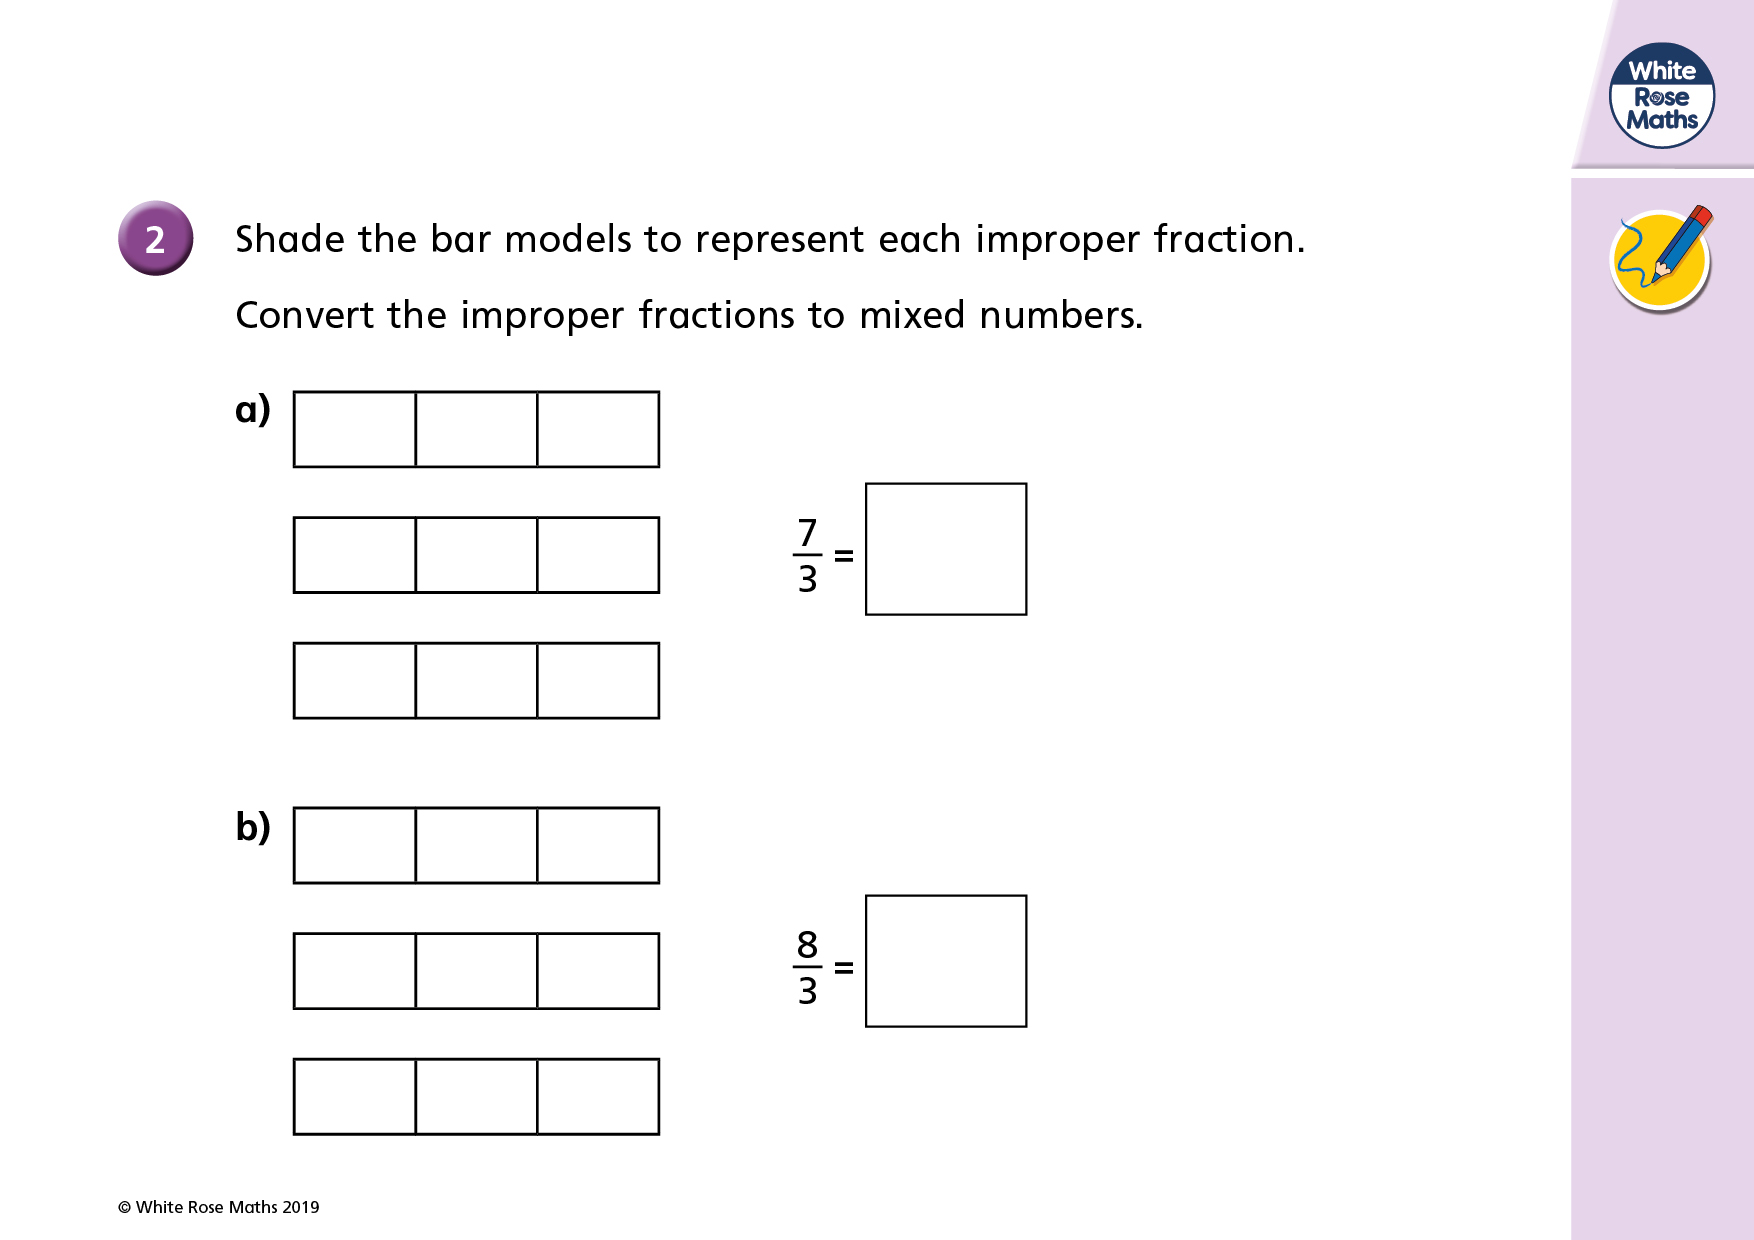 White
Rose
Maths
2
Shade the bar models to represent each improper fraction.
Convert the improper fractions to mixed numbers.
a)
7
3
=
b)
8
3
=
© White Rose Maths 2019